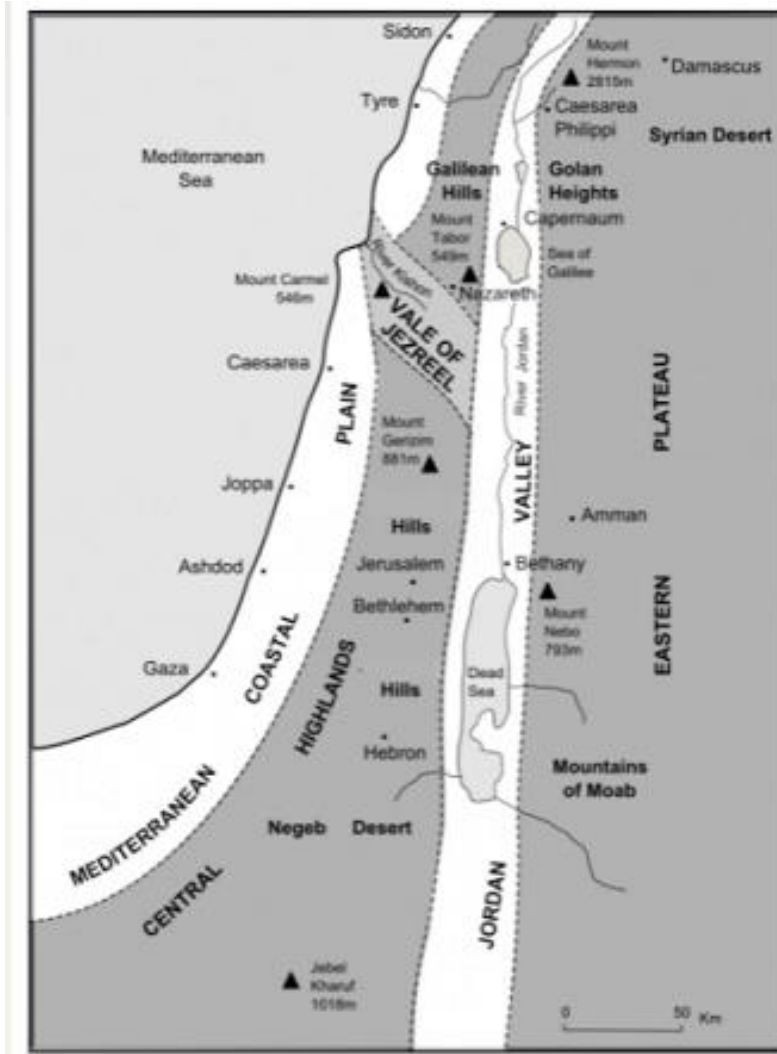 Sidon
Mount
Hermon
2815m
Damascus
Tyre
Caesarea
Philippi
Syrian Desert
Mediterranean
Sea
Galilean
Hills
Golan
Heights
Mount
Tabor
549m
Capernaum
Sea of
Galilee
River Kishon
Mount Carmel
546m
Nazareth
VALE OF
JEZREEL
Caesarea
River Jordan
PLAIN
PLATEAU
Mount
Gerizim
881m
VALLEY
Joppa
Amman
Hills
Ashdod
Jerusalem
Bethany
Bethlehem
Mount
Nebo
793m
EASTERN
COASTAL
Gaza
HIGHLANDS
Hills
Dead
Sea
Hebron
Mountains
of Moab
MEDITERRANEAN
Negeb Desert
CENTRAL
JORDAN
Jebel
Kharuf
1018m
0 50 Km